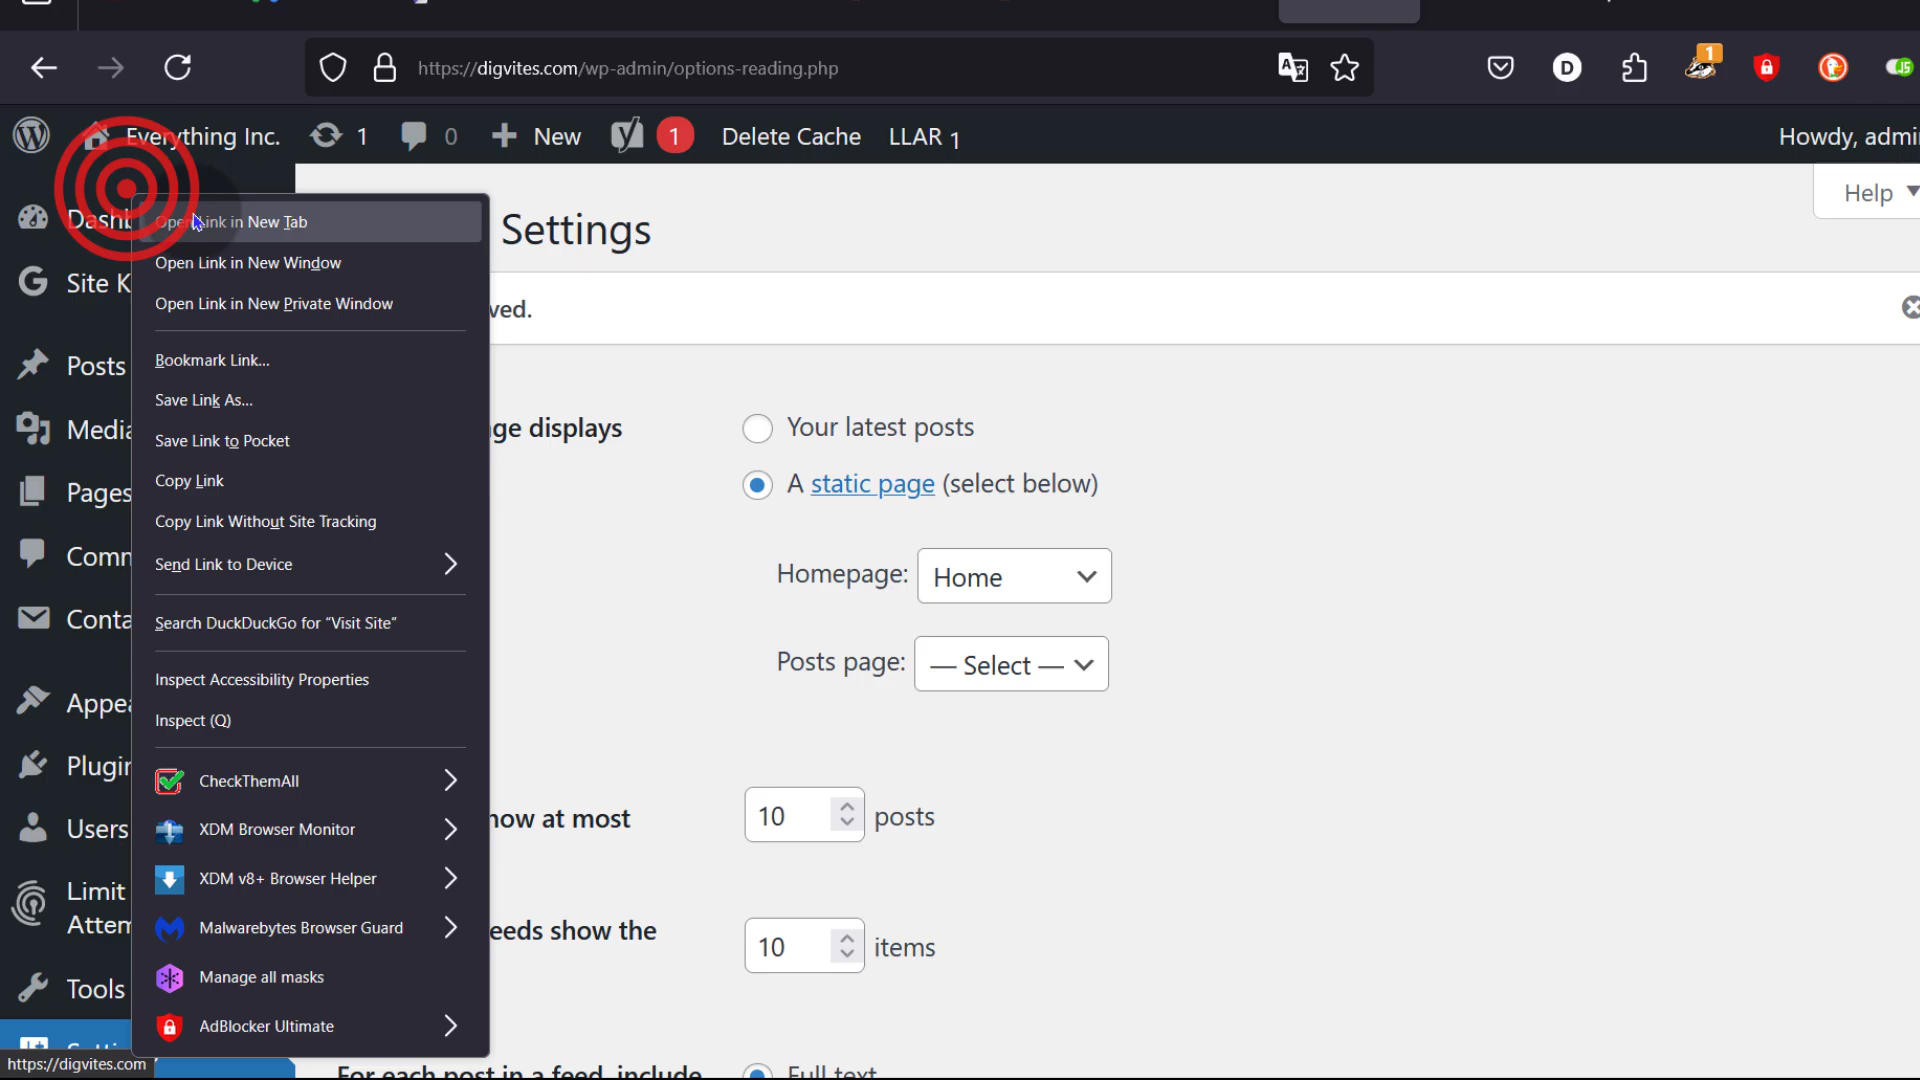 https://digvites.com/wp-admin/options-reading.php
1
D
JS
Everything Inc.
1
0
New
1
Delete Cache
LLAR 1
Howdy, admi
Help
Dashb
Site K
Posts
Media
Pages
Comm
Conta
Appea
Plugin
Users
Limit
Attem
Tools
Open Link in New Tab
Open Link in New Window
Open Link in New Private Window
Bookmark Link...
Save Link As...
Save Link to Pocket
Copy Link
Copy Link Without Site Tracking
Send Link to Device
Search DuckDuckGo for “Visit Site”
Inspect Accessibility Properties
Inspect (Q)
CheckThemAll
XDM Browser Monitor
XDM v8+ Browser Helper
Malwarebytes Browser Guard
Manage all masks
AdBlocker Ultimate
https://digvites.com
Settings
ved.
ge displays
Your latest posts
A static page (select below)
Homepage: Home
Posts page: — Select —
how at most
10 posts
eeds show the
10 items
For each post in a feed, include
Full text